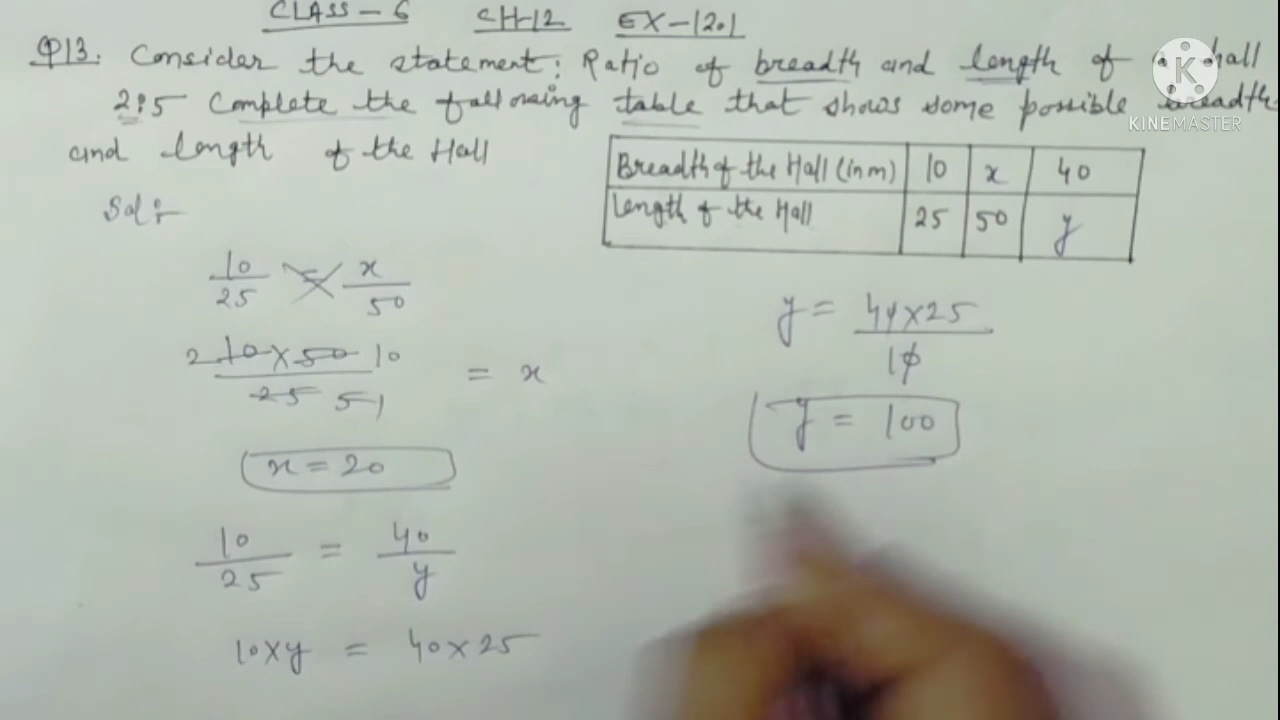 CLASS - 6 CH-12 EX-12.1
Q13. Consider the statement: Ratio of breadth and length of a hall
2:5 Complete the following table that shows some possible breadth
and length of the Hall
Breadth of the Hall (in m) 10 x 40
Length of the Hall 25 50 y
Sol:-
10/25 = x/50
2 10 x 50 10 / 25 5 1 = x
x = 20
10/25 = 40/y
10 x y = 40 x 25
y = 40 x 25 / 10
y = 100
K
KINEMASTER